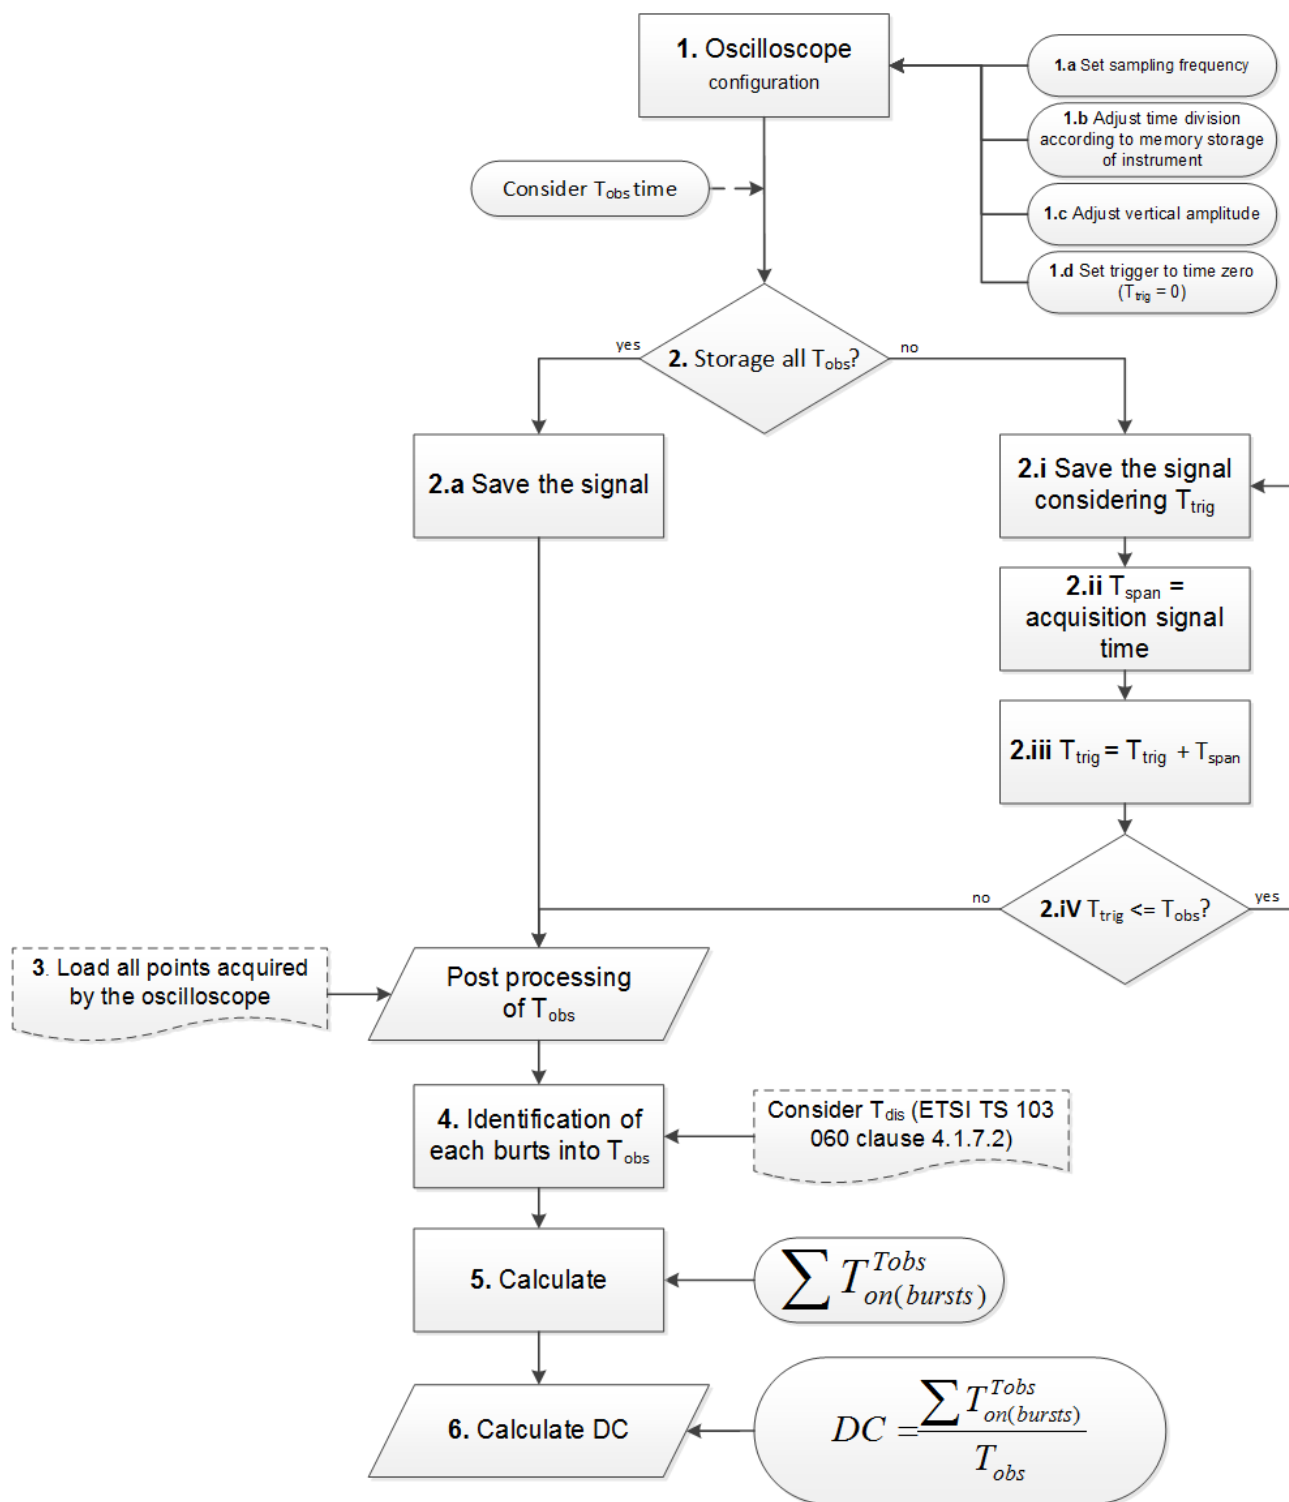 1. Oscilloscope
configuration
1.a Set sampling frequency
1.b Adjust time division
according to memory storage
of instrument
1.c Adjust vertical amplitude
1.d Set trigger to time zero
(Ttrig = 0)
Consider Tobs time
2. Storage all Tobs?
yes
no
2.a Save the signal
2.i Save the signal
considering Ttrig
2.ii Tspan =
acquisition signal
time
2.iii Ttrig = Ttrig + Tspan
2.iV Ttrig <= Tobs?
no
yes
3. Load all points acquired
by the oscilloscope
Post processing
of Tobs
4. Identification of
each burts into Tobs
Consider Tdis (ETSI TS 103
060 clause 4.1.7.2)
5. Calculate
∑ T on(bursts) Tobs
6. Calculate DC
DC = ∑ T on(bursts) Tobs / Tobs